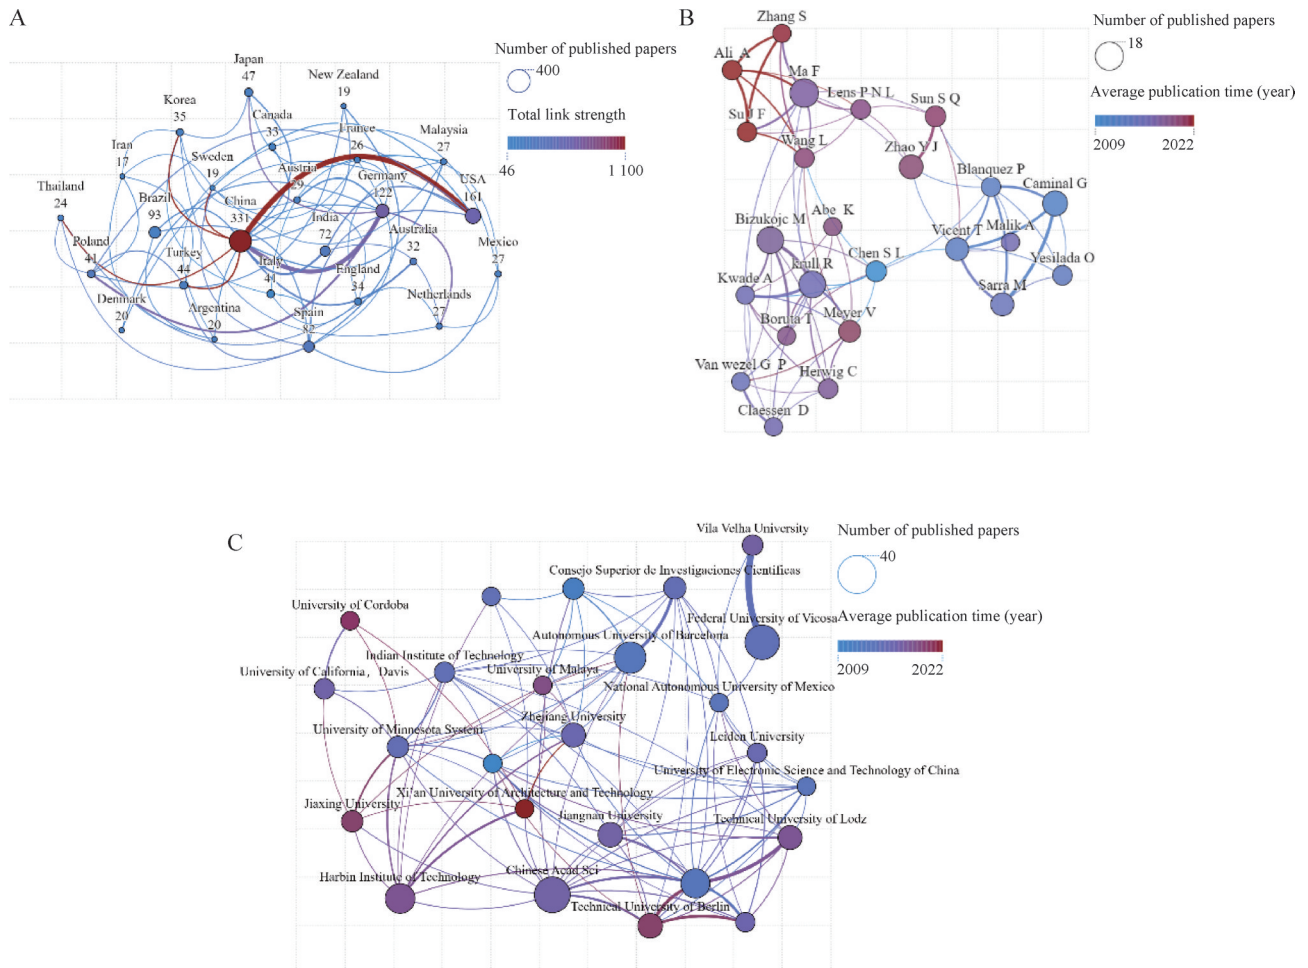 A
Japan
47
New Zealand
19
Korea
35
Canada
33
France
26
Malaysia
27
Iran
17
Sweden
19
Austria
29
Germany
122
USA
161
Thailand
24
Brazil
93
China
331
India
72
Australia
32
Mexico
27
Poland
41
Turkey
44
Italy
41
England
34
Denmark
20
Argentina
20
Spain
82
Netherlands
27
Number of published papers
400
Total link strength
46 1 100
B
Zhang S
Ali A
Ma F
Lens P N L
Sun S Q
Su J F
Wang L
Zhao Y J
Blanquez P
Caminal G
Abe K
Bizukojc M
Vicent T
Malik A
Chen S L
Yesilada O
Kwade A
krull R
Sarra M
Boruta T
Meyer V
Van wezel G P
Herwig C
Claessen D
Number of published papers
18
Average publication time (year)
2009 2022
C
Vila Velha University
Consejo Superior de Investigaciones Cientificas
University of Cordoba
Federal University of Vicosa
Autonomous University of Barcelona
Indian Institute of Technology
University of California, Davis
University of Malaya
National Autonomous University of Mexico
Zhejiang University
University of Minnesota System
Leiden University
University of Electronic Science and Technology of China
Xi'an University of Architecture and Technology
Jiaxing University
Jiangnan University
Technical University of Lodz
Harbin Institute of Technology
Chinese Acad Sci
Technical University of Berlin
Number of published papers
40
Average publication time (year)
2009 2022